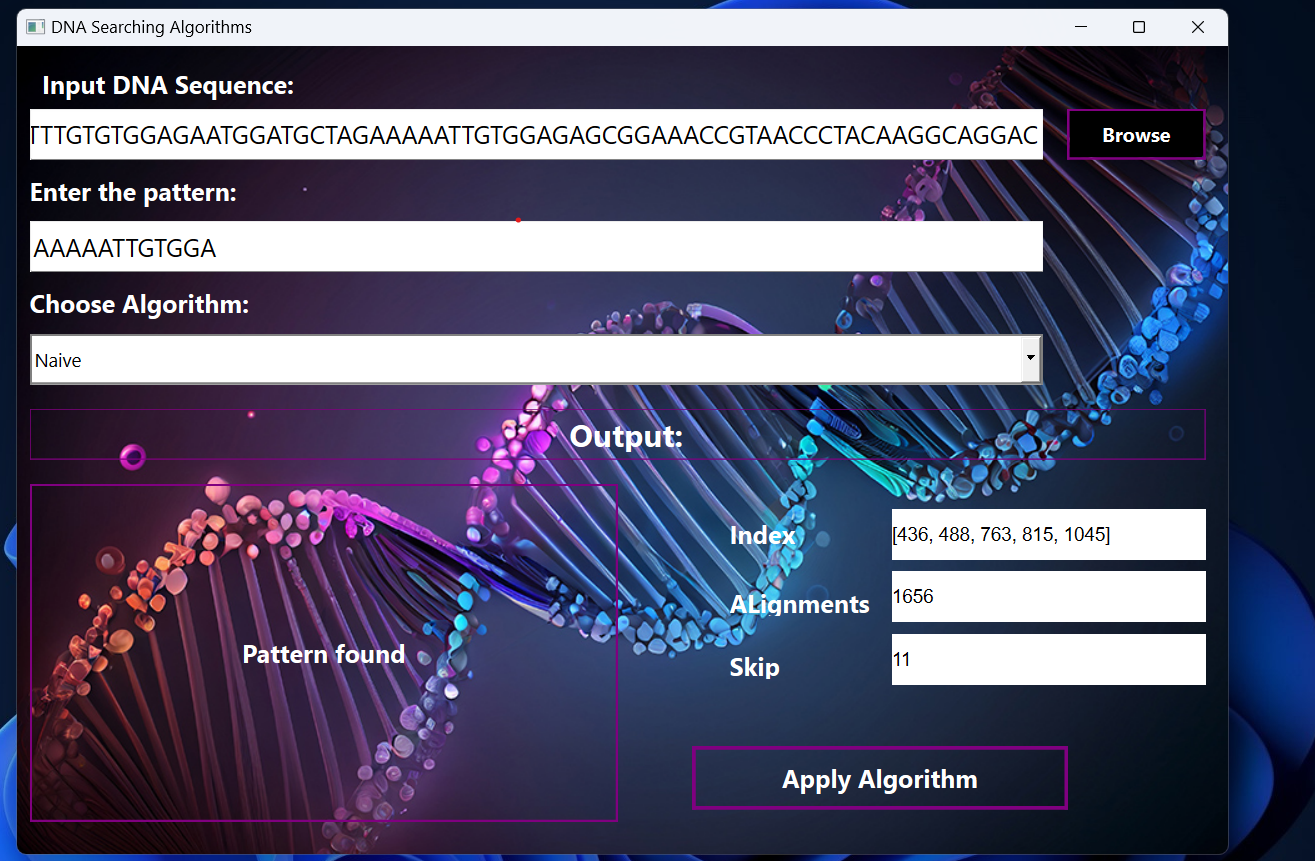 DNA Searching Algorithms
Input DNA Sequence:
TTTGTGTGGAGAATGGATGCTAGAAAAATTGTGGAGAGCGGAAACCGTAACCCTACAAGGCAGGAC
Browse
Enter the pattern:
AAAAATTGTGGA
Choose Algorithm:
Naive
Output:
Pattern found
Index
[436, 488, 763, 815, 1045]
ALignments
1656
Skip
11
Apply Algorithm